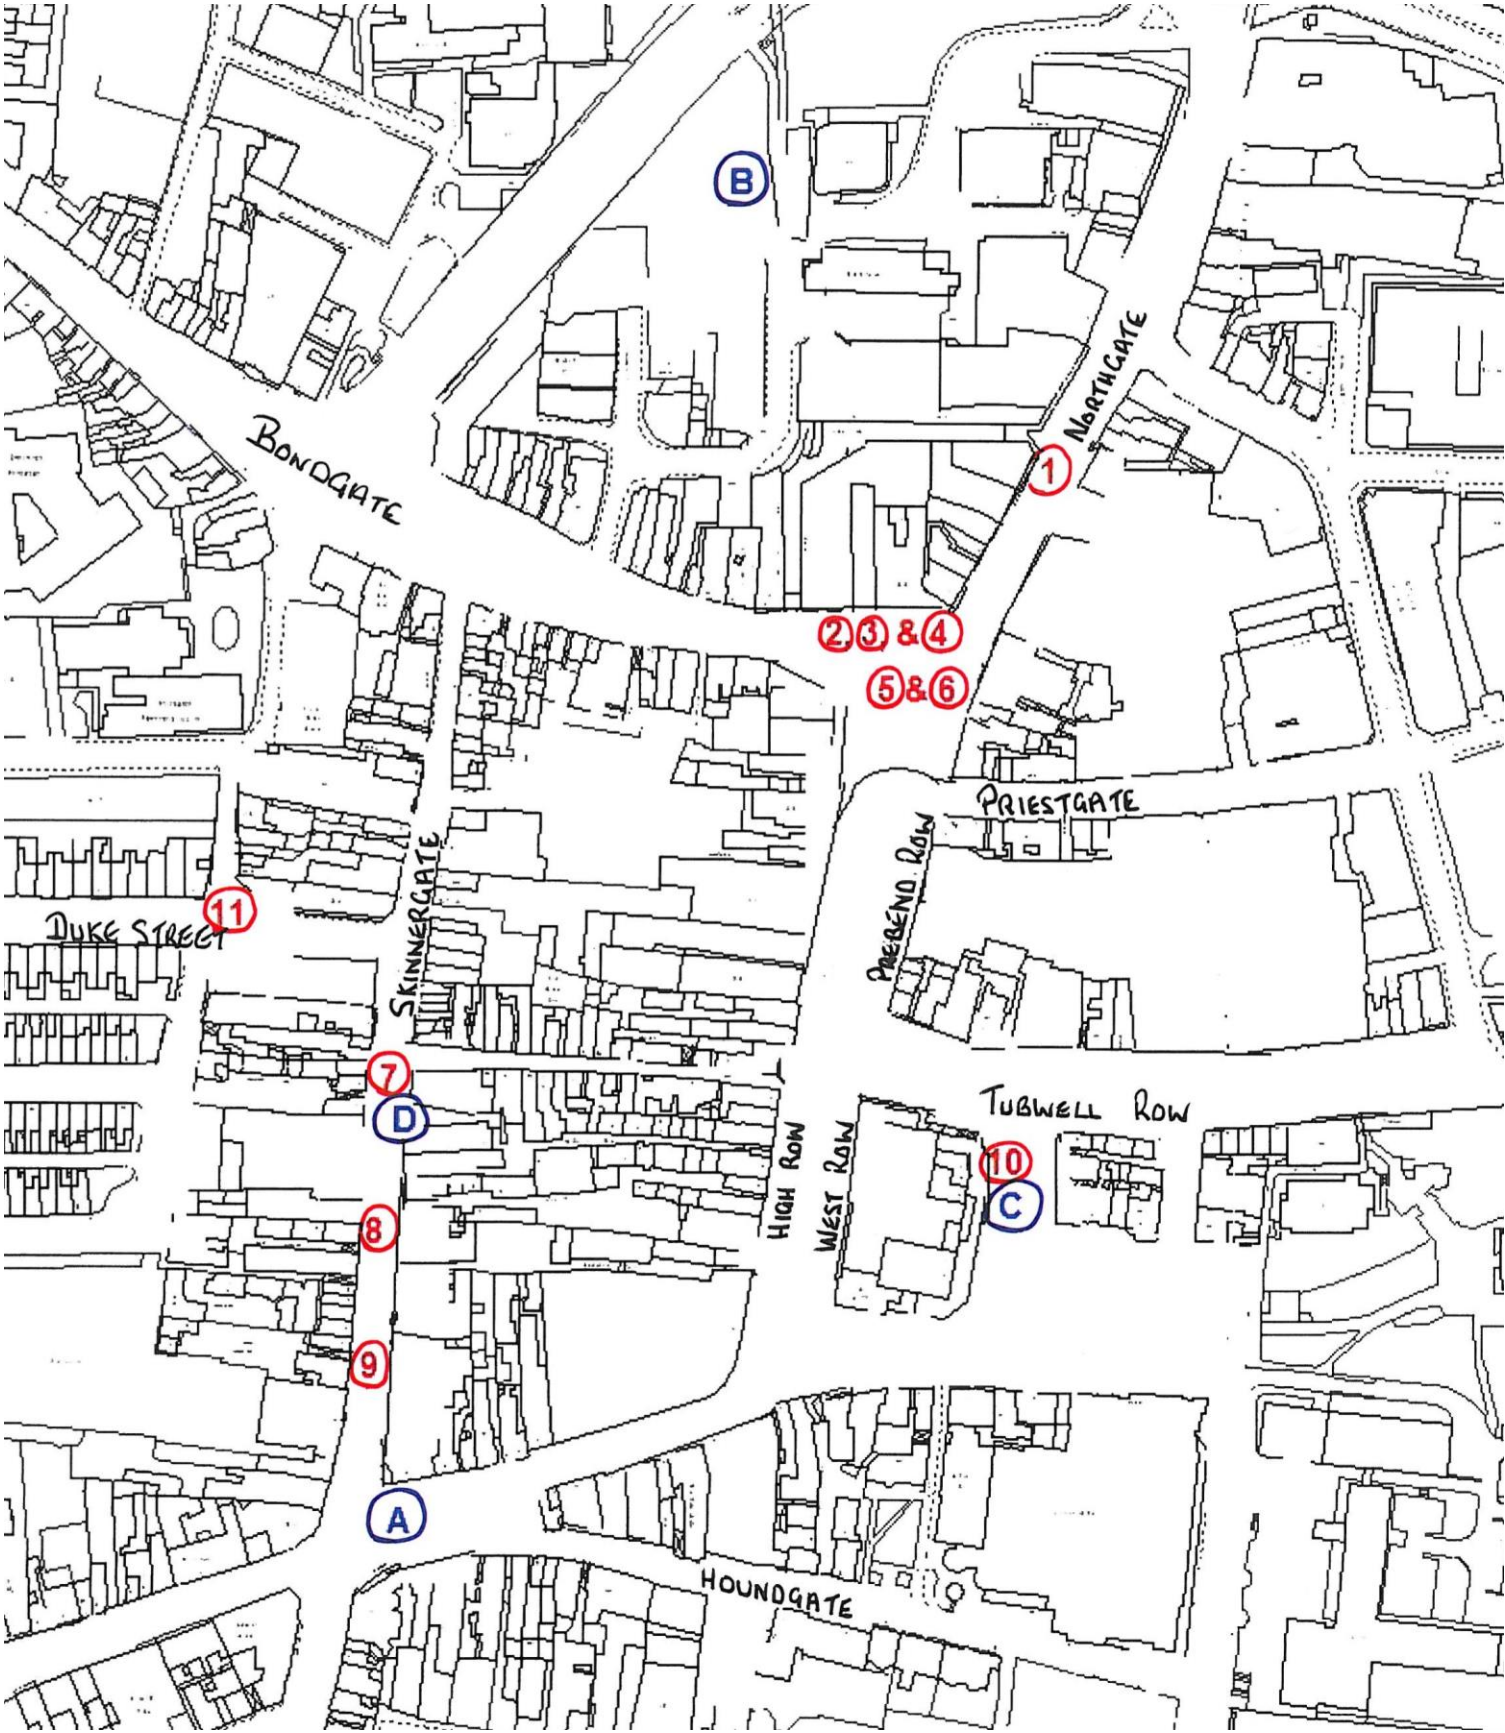 B
NORTHGATE
BONDGATE
1
2, 3, & 4
5 & 6
PRIESTGATE
PREBEND ROW
SKINNERGATE
11
DUKE STREET
7
D
TUBWELL ROW
HIGH ROW
WEST ROW
10
C
8
9
A
HOUNDGATE